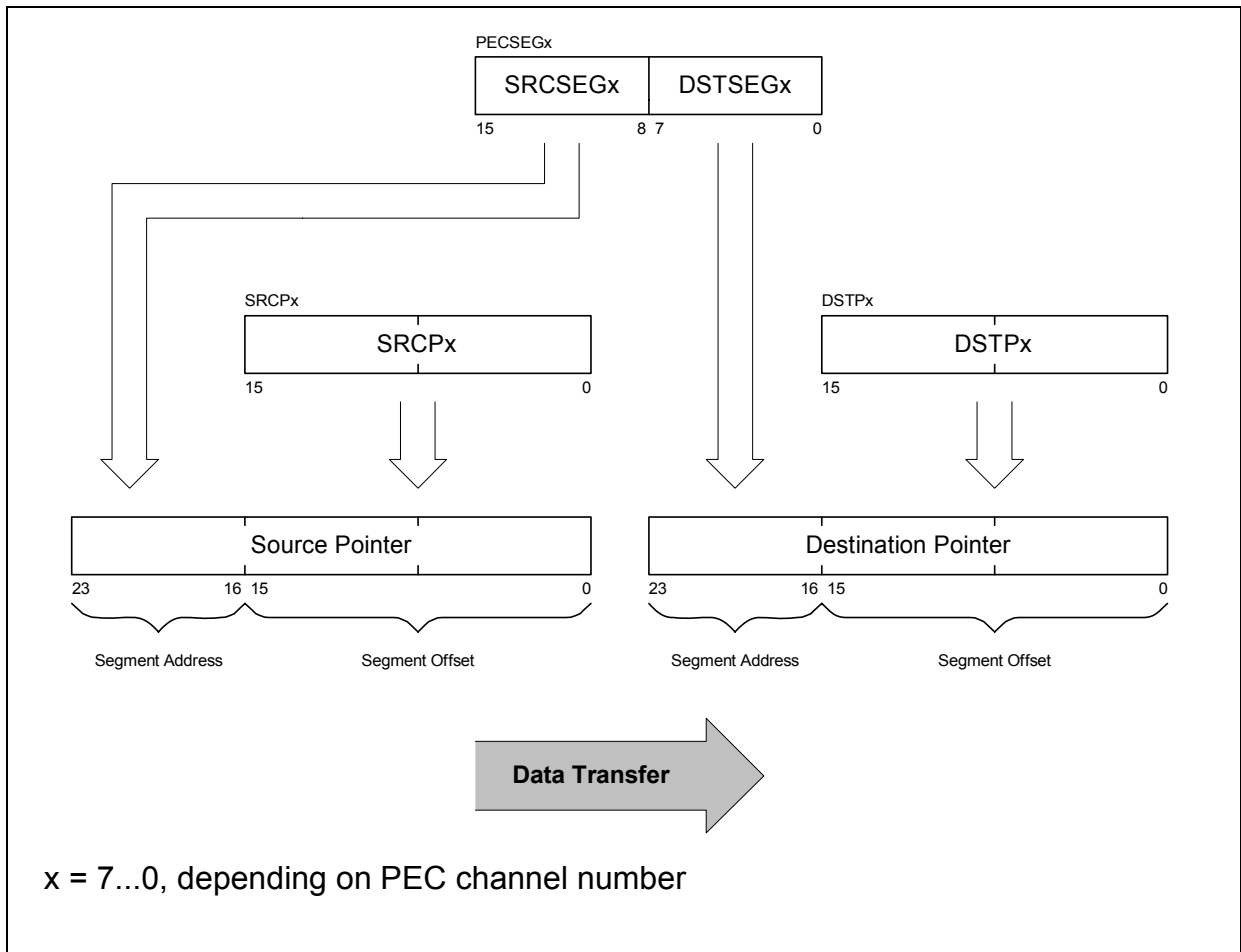 PECSEGx
SRCSEGx DSTSEGx
15 8 7 0
SRCPx DSTPx
SRCPx DSTPx
15 0 15 0
Source Pointer Destination Pointer
23 16 15 0 23 16 15 0
Segment Address Segment Offset Segment Address Segment Offset
Data Transfer
x = 7...0, depending on PEC channel number